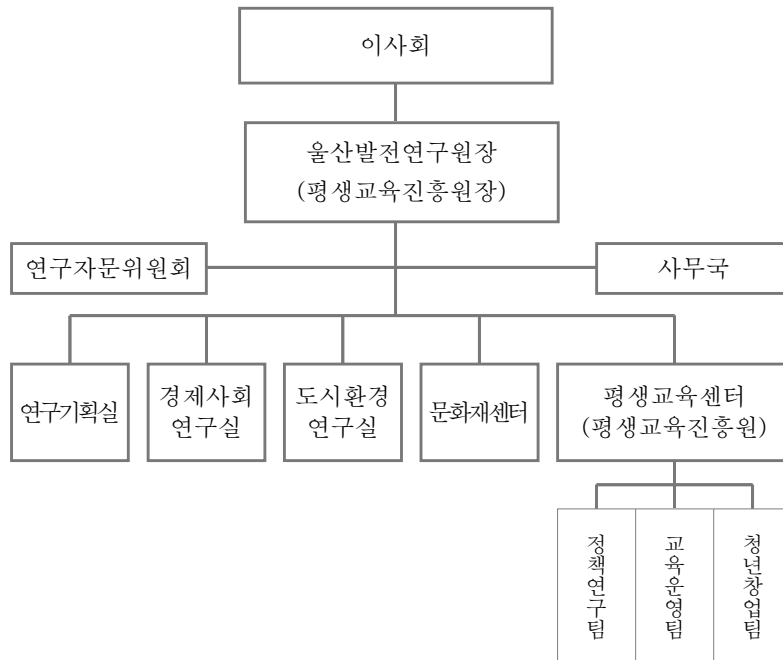 이사회
울산발전연구원장
(평생교육진흥원장)
연구자문위원회
사무국
연구기획실
경제사회
연구실
도시환경
연구실
문화재센터
평생교육센터
(평생교육진흥원)
정책연구팀
교육운영팀
청년창업팀